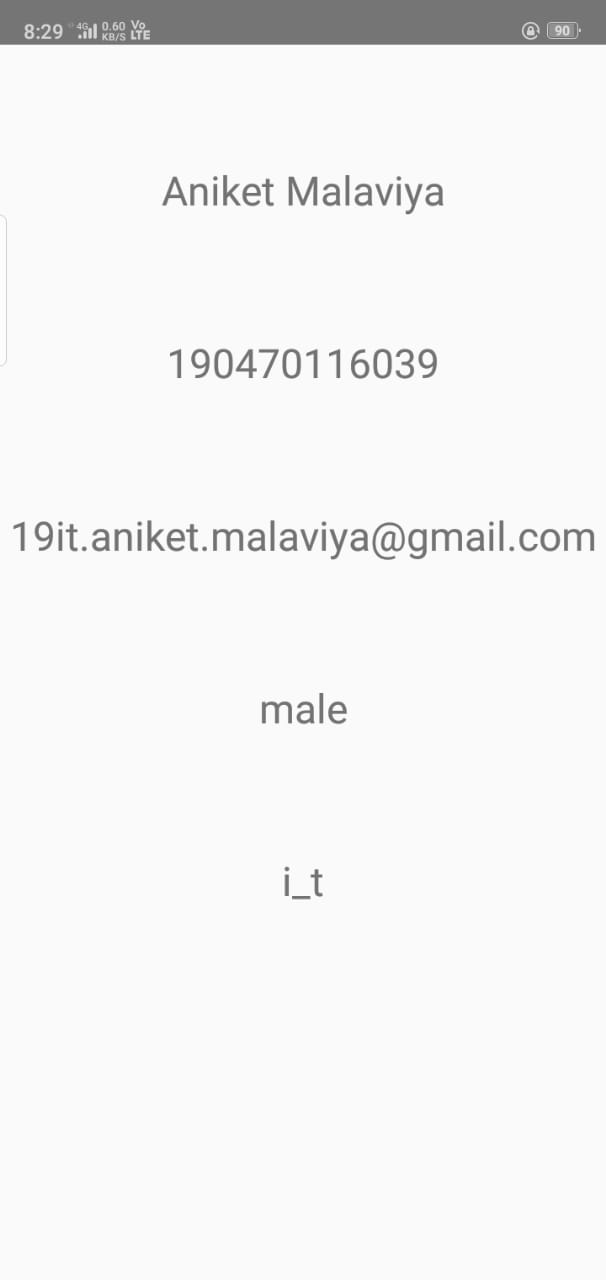 8:29 4G 0.60 KB/S Vo LTE 90
Aniket Malaviya
190470116039
19it.aniket.malaviya@gmail.com
male
i_t